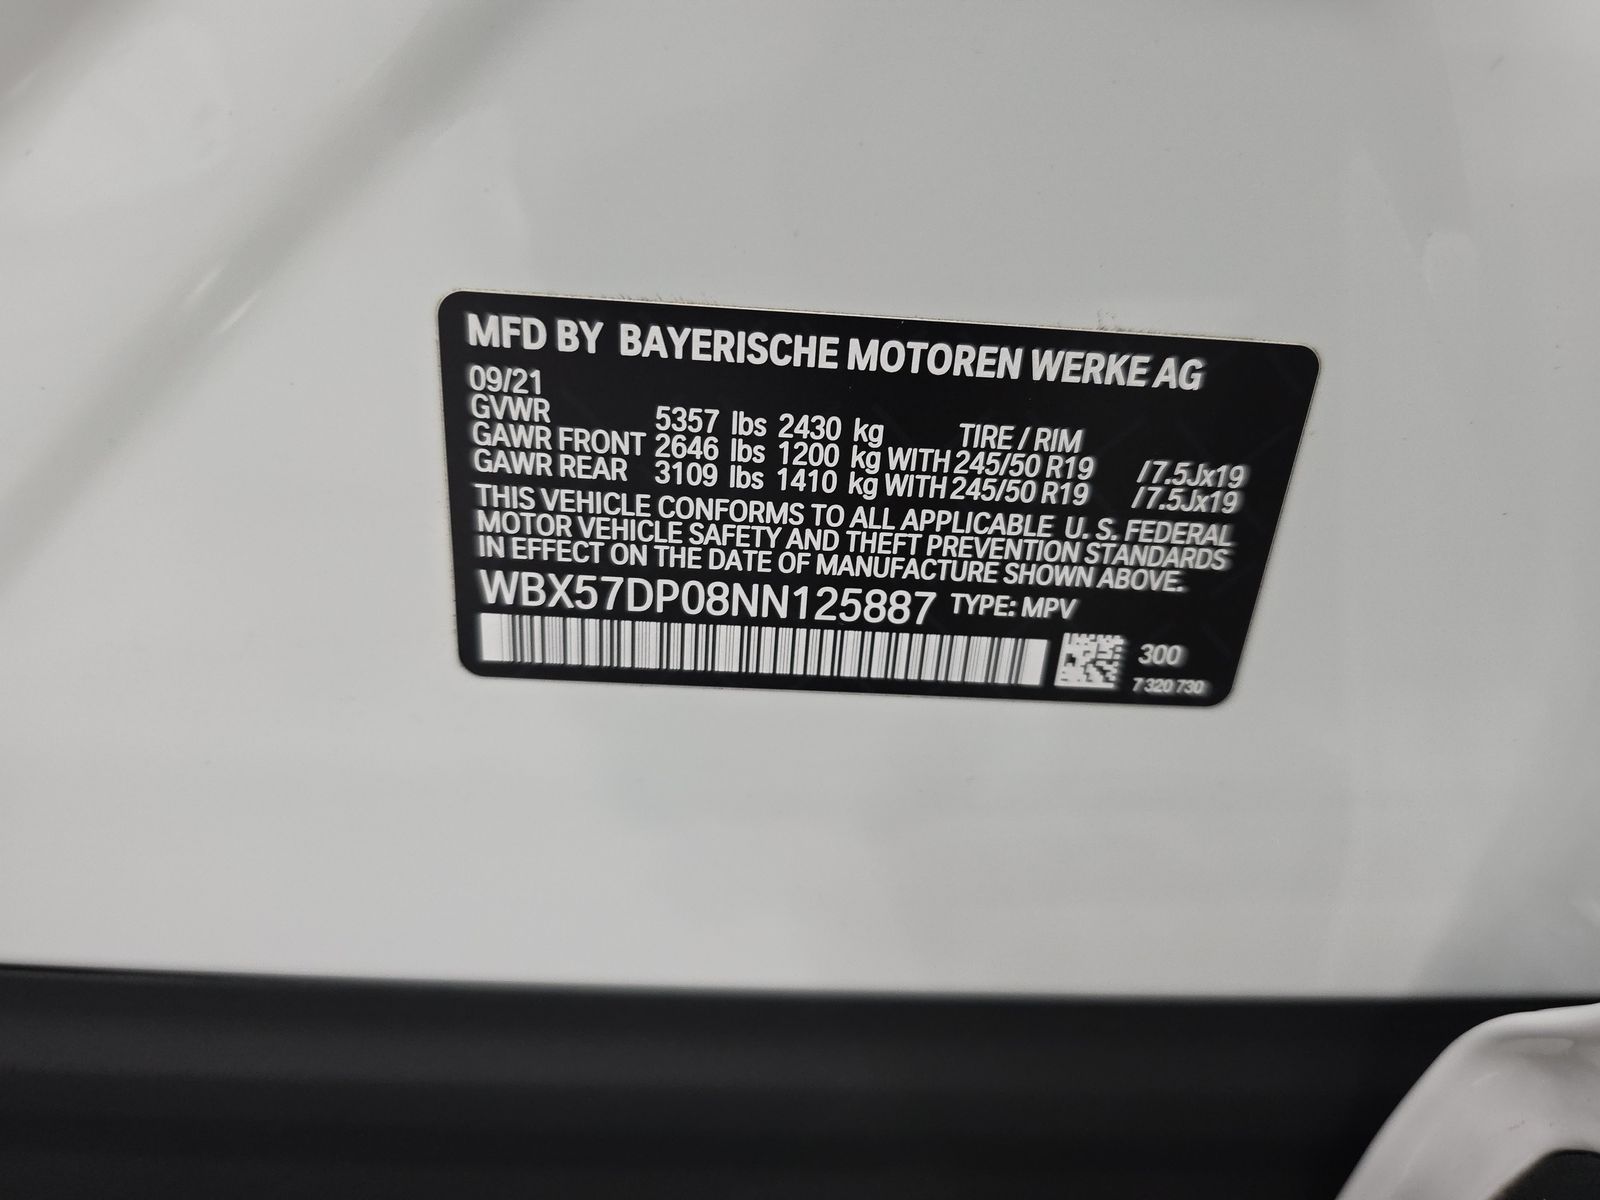 MFD BY BAYERISCHE MOTOREN WERKE AG
09/21
GVWR 5357 lbs 2430 kg TIRE / RIM
GAWR FRONT 2646 lbs 1200 kg WITH 245/50 R19 /7.5Jx19
GAWR REAR 3109 lbs 1410 kg WITH 245/50 R19 /7.5Jx19
THIS VEHICLE CONFORMS TO ALL APPLICABLE U. S. FEDERAL
MOTOR VEHICLE SAFETY AND THEFT PREVENTION STANDARDS
IN EFFECT ON THE DATE OF MANUFACTURE SHOWN ABOVE.
WBX57DP08NN125887 TYPE: MPV
300
7 320 730